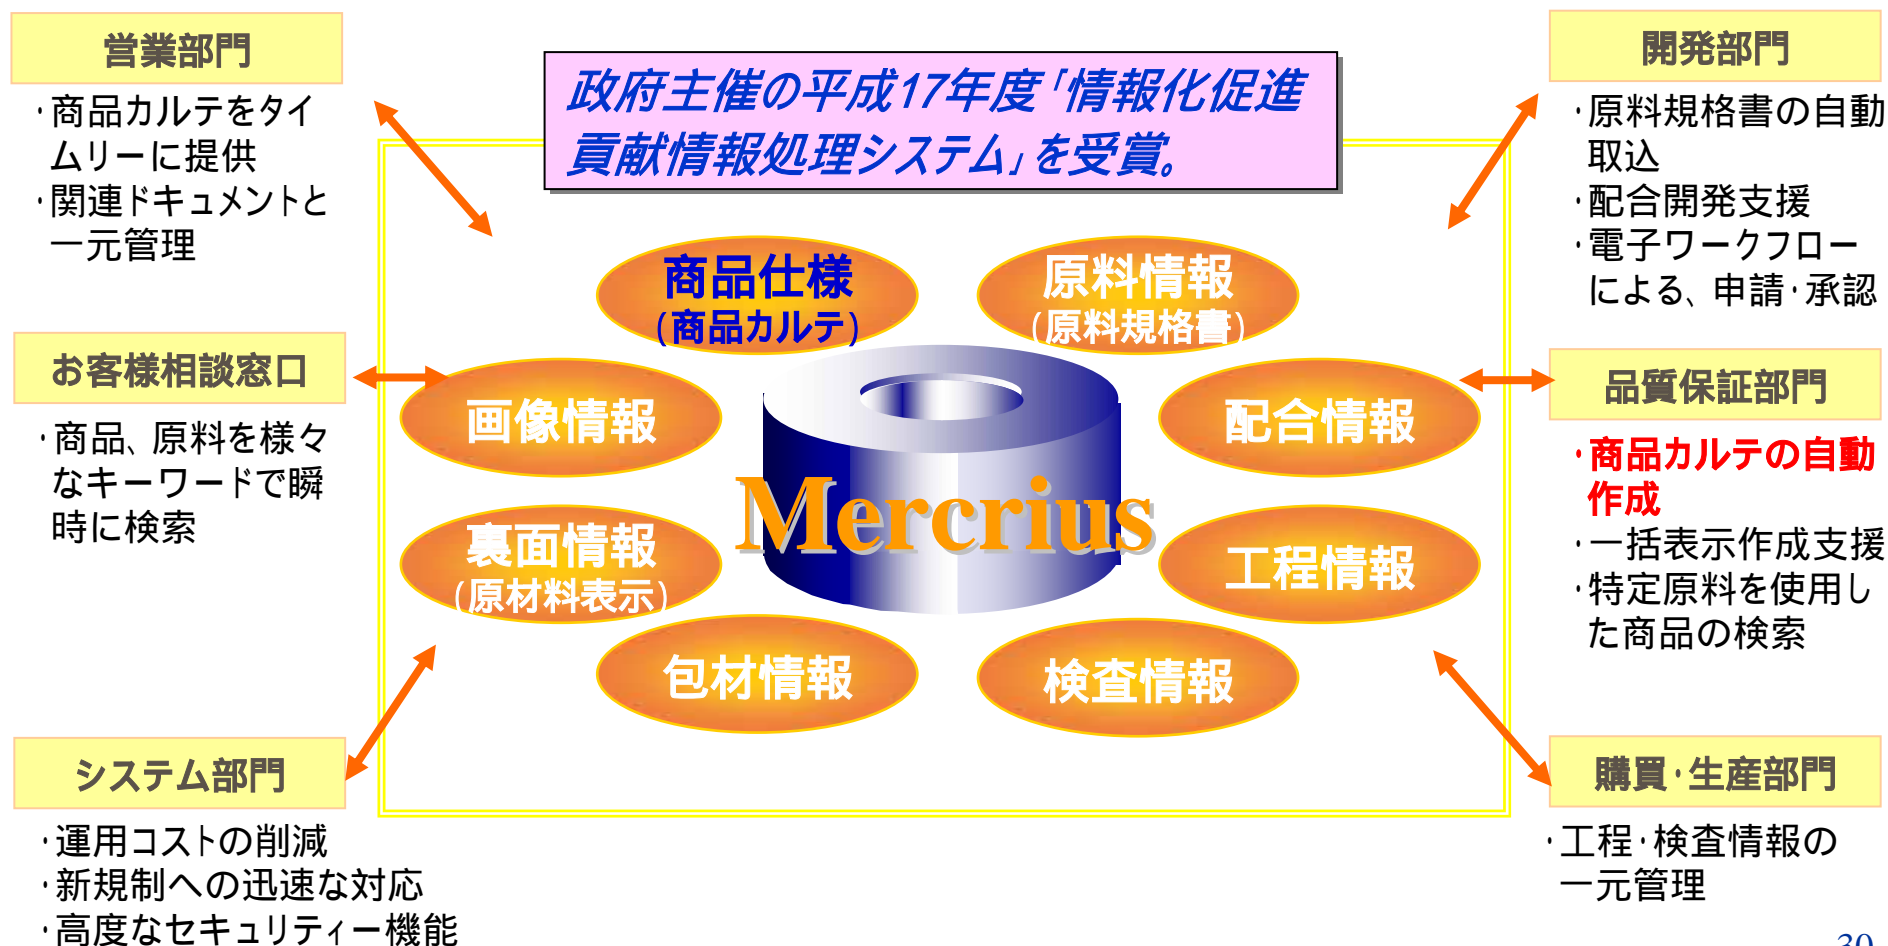 営業部門
・商品カルテをタイ
ムリーに提供
・関連ドキュメントと
一元管理
お客様相談窓口
・商品、原料を様々
なキーワードで瞬
時に検索
システム部門
・運用コストの削減
・新規制への迅速な対応
・高度なセキュリティー機能
政府主催の平成17年度「情報化促進
貢献情報処理システム」を受賞。
商品仕様
(商品カルテ)
原料情報
(原料規格書)
画像情報
配合情報
Mercrius
裏面情報
(原材料表示)
工程情報
包材情報
検査情報
開発部門
・原料規格書の自動
取込
・配合開発支援
・電子ワークフロー
による、申請・承認
品質保証部門
・商品カルテの自動
作成
・一括表示作成支援
・特定原料を使用し
た商品の検索
購買・生産部門
・工程・検査情報の
一元管理
30